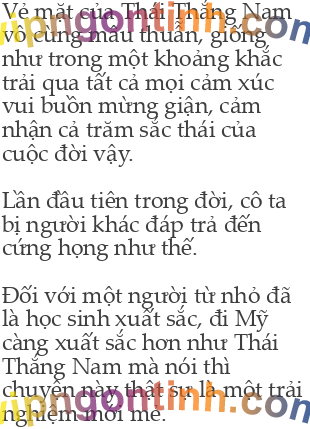 Vẻ mặt của Thái Thắng Nam
vô cùng mâu thuẫn, giống
như trong một khoảng khắc
trải qua tất cả mọi cảm xúc
vui buồn mừng giận, cảm
nhận cả trăm sắc thái của
cuộc đời vậy.
Lần đầu tiên trong đời, cô ta
bị người khác đáp trả đến
cứng họng như thế.
Đối với một người từ nhỏ đã
là học sinh xuất sắc, đi Mỹ
càng xuất sắc hơn như Thái
Thắng Nam mà nói thì
chuyện này thật sự là một trải
nghiệm mới mẻ.
vipngontinh.com
vipngontinh.com